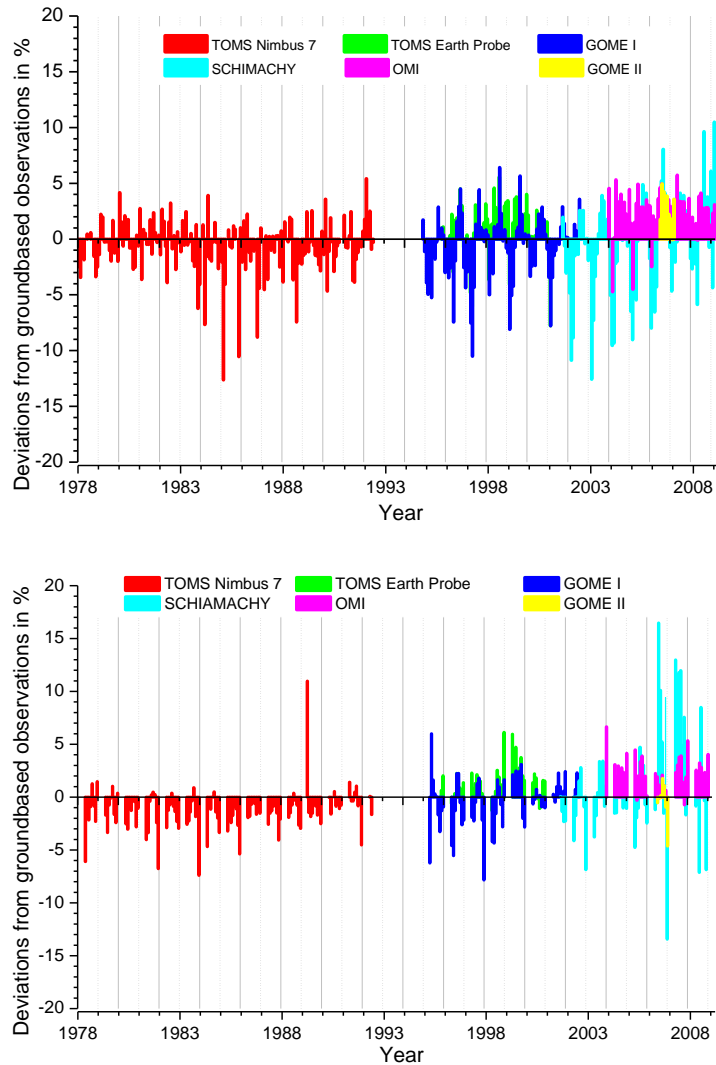 20
15
10
5
0
-5
-10
-15
-20
Deviations from groundbased observations in %
TOMS Nimbus 7 TOMS Earth Probe GOME I
SCHIMACHY OMI GOME II
1978 1983 1988 1993 1998 2003 2008
Year
20
15
10
5
0
-5
-10
-15
-20
Deviations from groundbased observations in %
TOMS Nimbus 7 TOMS Earth Probe GOME I
SCHIAMACHY OMI GOME II
1978 1983 1988 1993 1998 2003 2008
Year